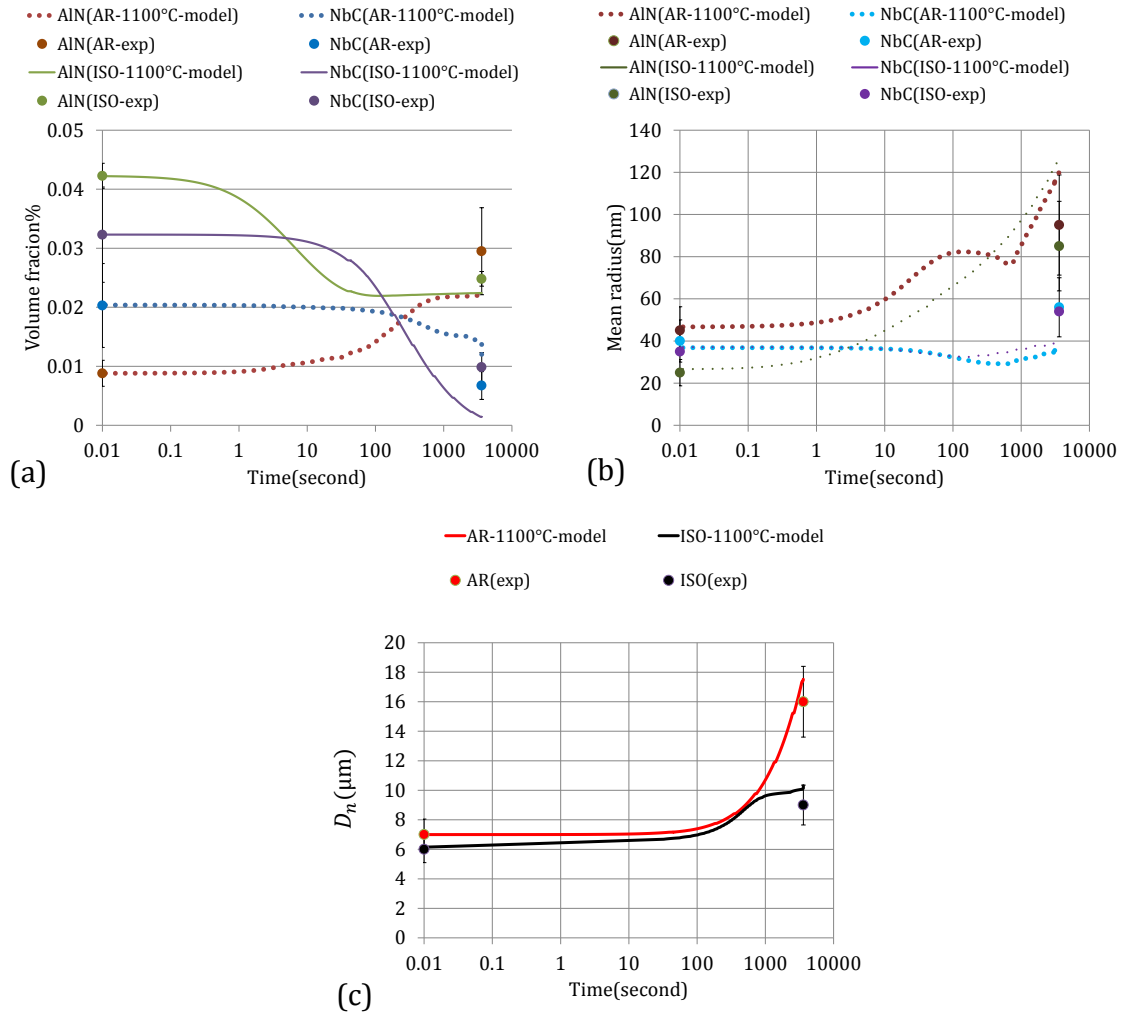 AlN(AR-1100°C-model) NbC(AR-1100°C-model)
AlN(AR-exp) NbC(AR-exp)
AlN(ISO-1100°C-model) NbC(ISO-1100°C-model)
AlN(ISO-exp) NbC(ISO-exp)
0.05
0.04
0.03
0.02
0.01
0
Volume fracion%
0.01 0.1 1 10 100 1000 10000
Time(second)
(a)
AlN(AR-1100°C-model) NbC(AR-1100°C-model)
AlN(AR-exp) NbC(AR-exp)
AlN(ISO-1100°C-model) NbC(ISO-1100°C-model)
AlN(ISO-exp) NbC(ISO-exp)
140
120
100
80
60
40
20
0
Mean radius(nm)
0.01 0.1 1 10 100 1000 10000
Time(second)
(b)
AR-1100°C-model ISO-1100°C-model
AR(exp) ISO(exp)
20
18
16
14
12
10
8
6
4
2
0
D_n (μm)
0.01 0.1 1 10 100 1000 10000
Time(second)
(c)